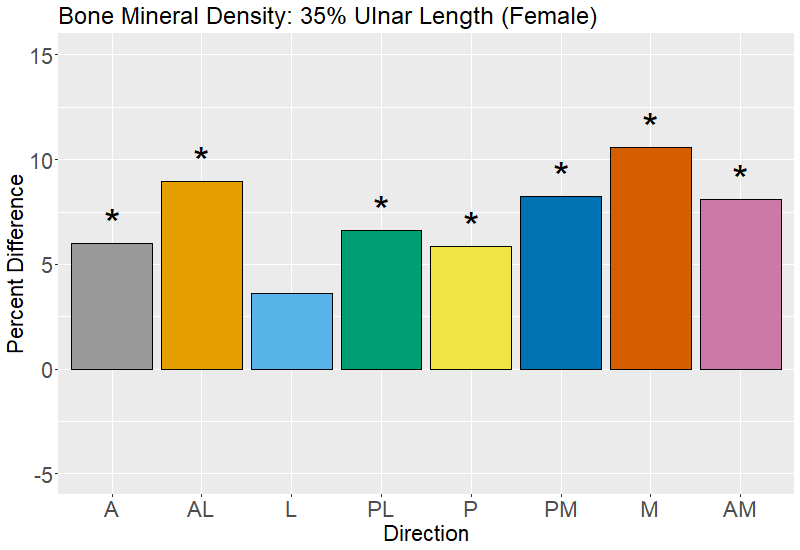 Bone Mineral Density: 35% Ulnar Length (Female)
Percent Difference
15
10
5
0
-5
* * * * * * *
A AL L PL P PM M AM
Direction